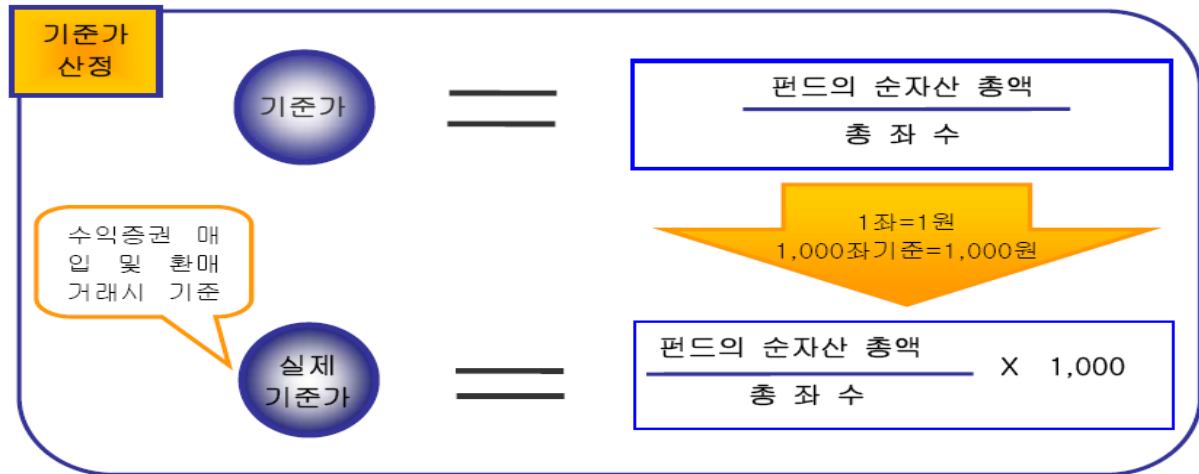 기준가
산정
기준가
펀드의 순자산 총액
총 좌 수
1좌=1원
1,000좌기준=1,000원
수익증권 매
입 및 환매
거래시 기준
실제
기준가
펀드의 순자산 총액
총 좌 수
X 1,000